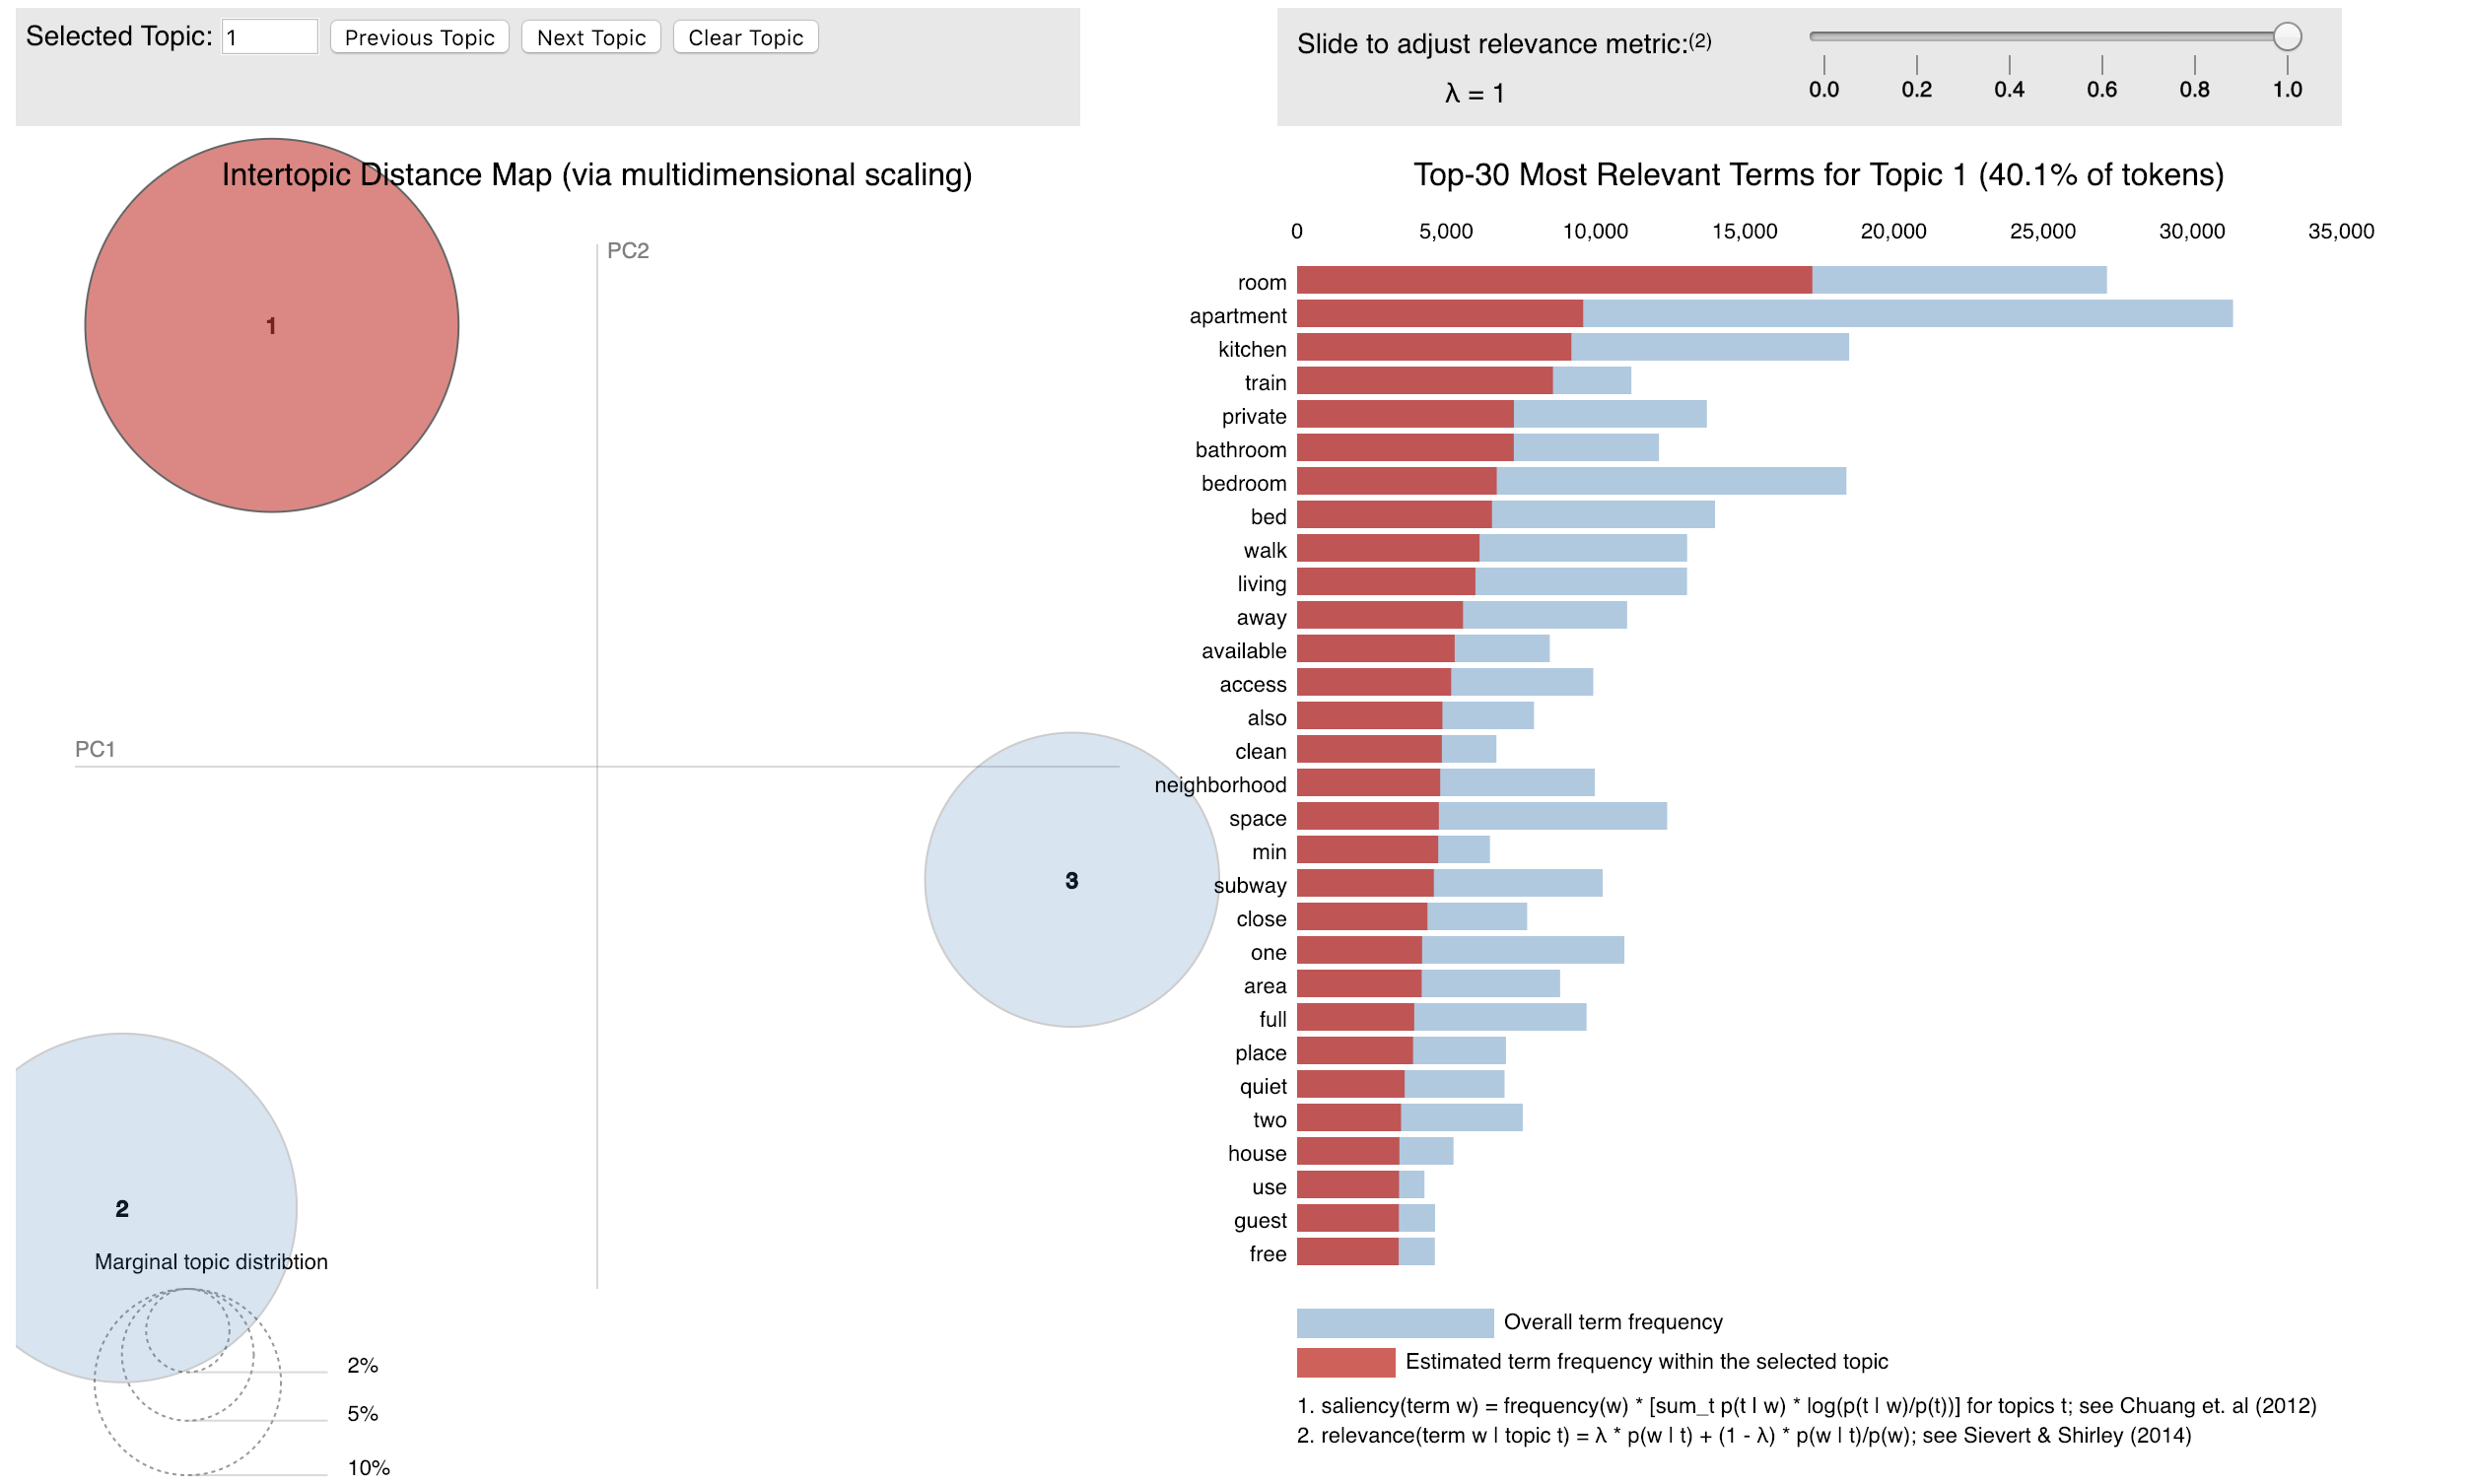 Selected Topic: 1 Previous Topic Next Topic Clear Topic
Slide to adjust relevance metric:(2)
λ = 1
0.0 0.2 0.4 0.6 0.8 1.0
Intertopic Distance Map (via multidimensional scaling)
PC2
PC1
1
3
2
Marginal topic distribtion
2%
5%
10%
Top-30 Most Relevant Terms for Topic 1 (40.1% of tokens)
0 5,000 10,000 15,000 20,000 25,000 30,000 35,000
room
apartment
kitchen
train
private
bathroom
bedroom
bed
walk
living
away
available
access
also
clean
neighborhood
space
min
subway
close
one
area
full
place
quiet
two
house
use
guest
free
Overall term frequency
Estimated term frequency within the selected topic
1. saliency(term w) = frequency(w) * [sum_t p(t | w) * log(p(t | w)/p(t))] for topics t; see Chuang et. al (2012)
2. relevance(term w | topic t) = λ * p(w | t) + (1 - λ) * p(w | t)/p(w); see Sievert & Shirley (2014)